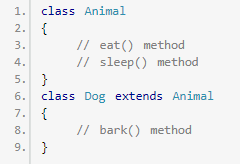 1. class Animal
2. {
3. // eat() method
4. // sleep() method
5. }
6. class Dog extends Animal
7. {
8. // bark() method
9. }